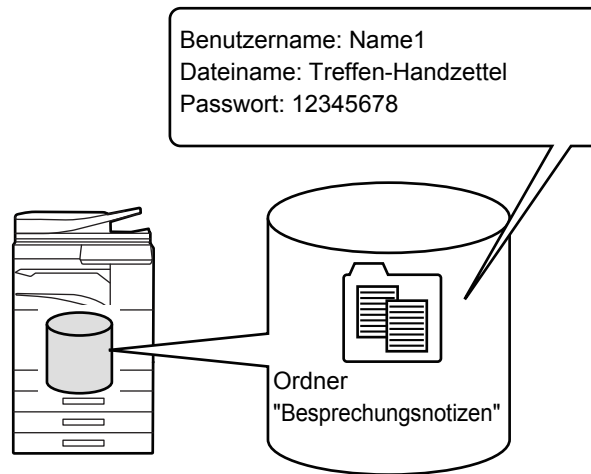 Benutzername: Name1
Dateiname: Treffen-Handzettel
Passwort: 12345678
Ordner
"Besprechungsnotizen"